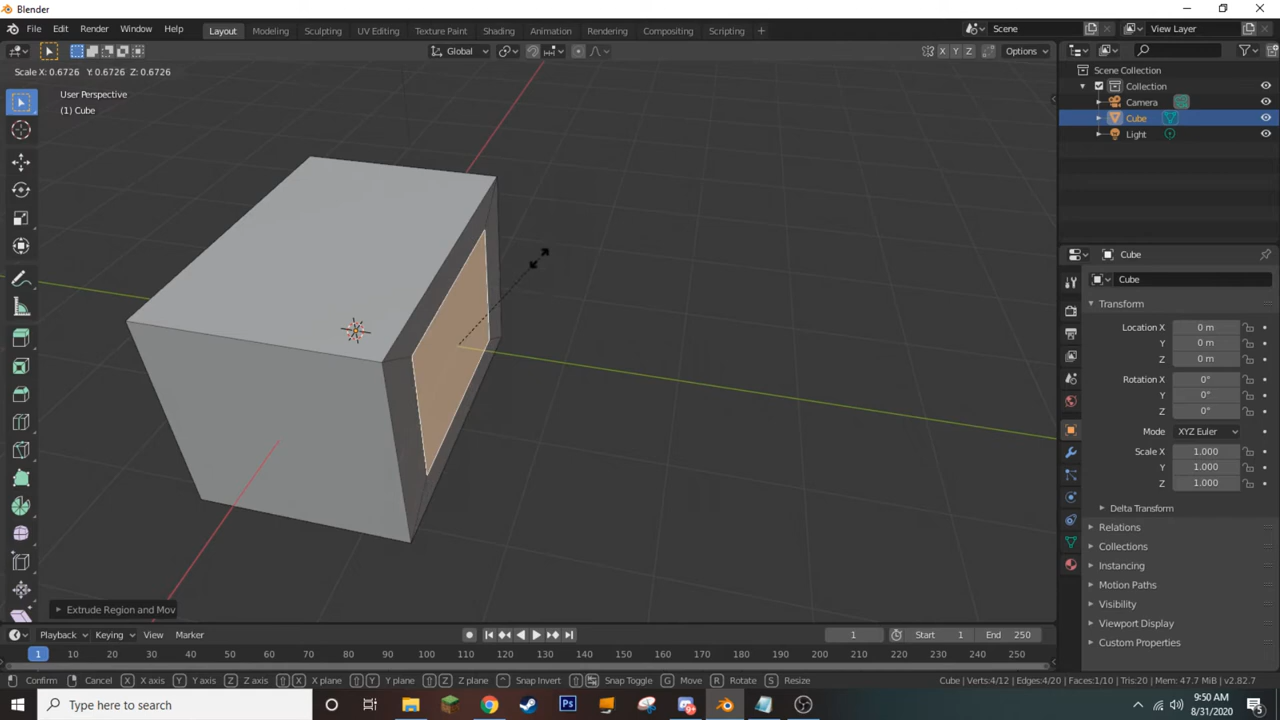 Blender
File Edit Render Window Help Layout Modeling Sculpting UV Editing Texture Paint Shading Animation Rendering Compositing Scripting + Scene View Layer
Global X Y Z Options
Scale X: 0.6726 Y: 0.6726 Z: 0.6726
User Perspective
(1) Cube
Scene Collection
Collection
Camera
Cube
Light
Cube
Cube
Transform
Location X 0 m
Y 0 m
Z 0 m
Rotation X 0°
Y 0°
Z 0°
Mode XYZ Euler
Scale X 1.000
Y 1.000
Z 1.000
Delta Transform
Relations
Collections
Instancing
Motion Paths
Visibility
Viewport Display
Custom Properties
Extrude Region and Mov
Playback Keying View Marker 1 Start 1 End 250
1 10 20 30 40 50 60 70 80 90 100 110 120 130 140 150 160 170 180 190 200 210 220 230 240 250
Confirm Cancel X X axis Y Y axis Z Z axis X X plane Y Y plane Z Z plane Snap Invert Snap Toggle G Move R Rotate S Resize Cube | Verts:4/12 | Edges:4/20 | Faces:1/10 | Tris:20 | Mem: 47.7 MiB | v2.82.7
Type here to search
9:50 AM
8/31/2020